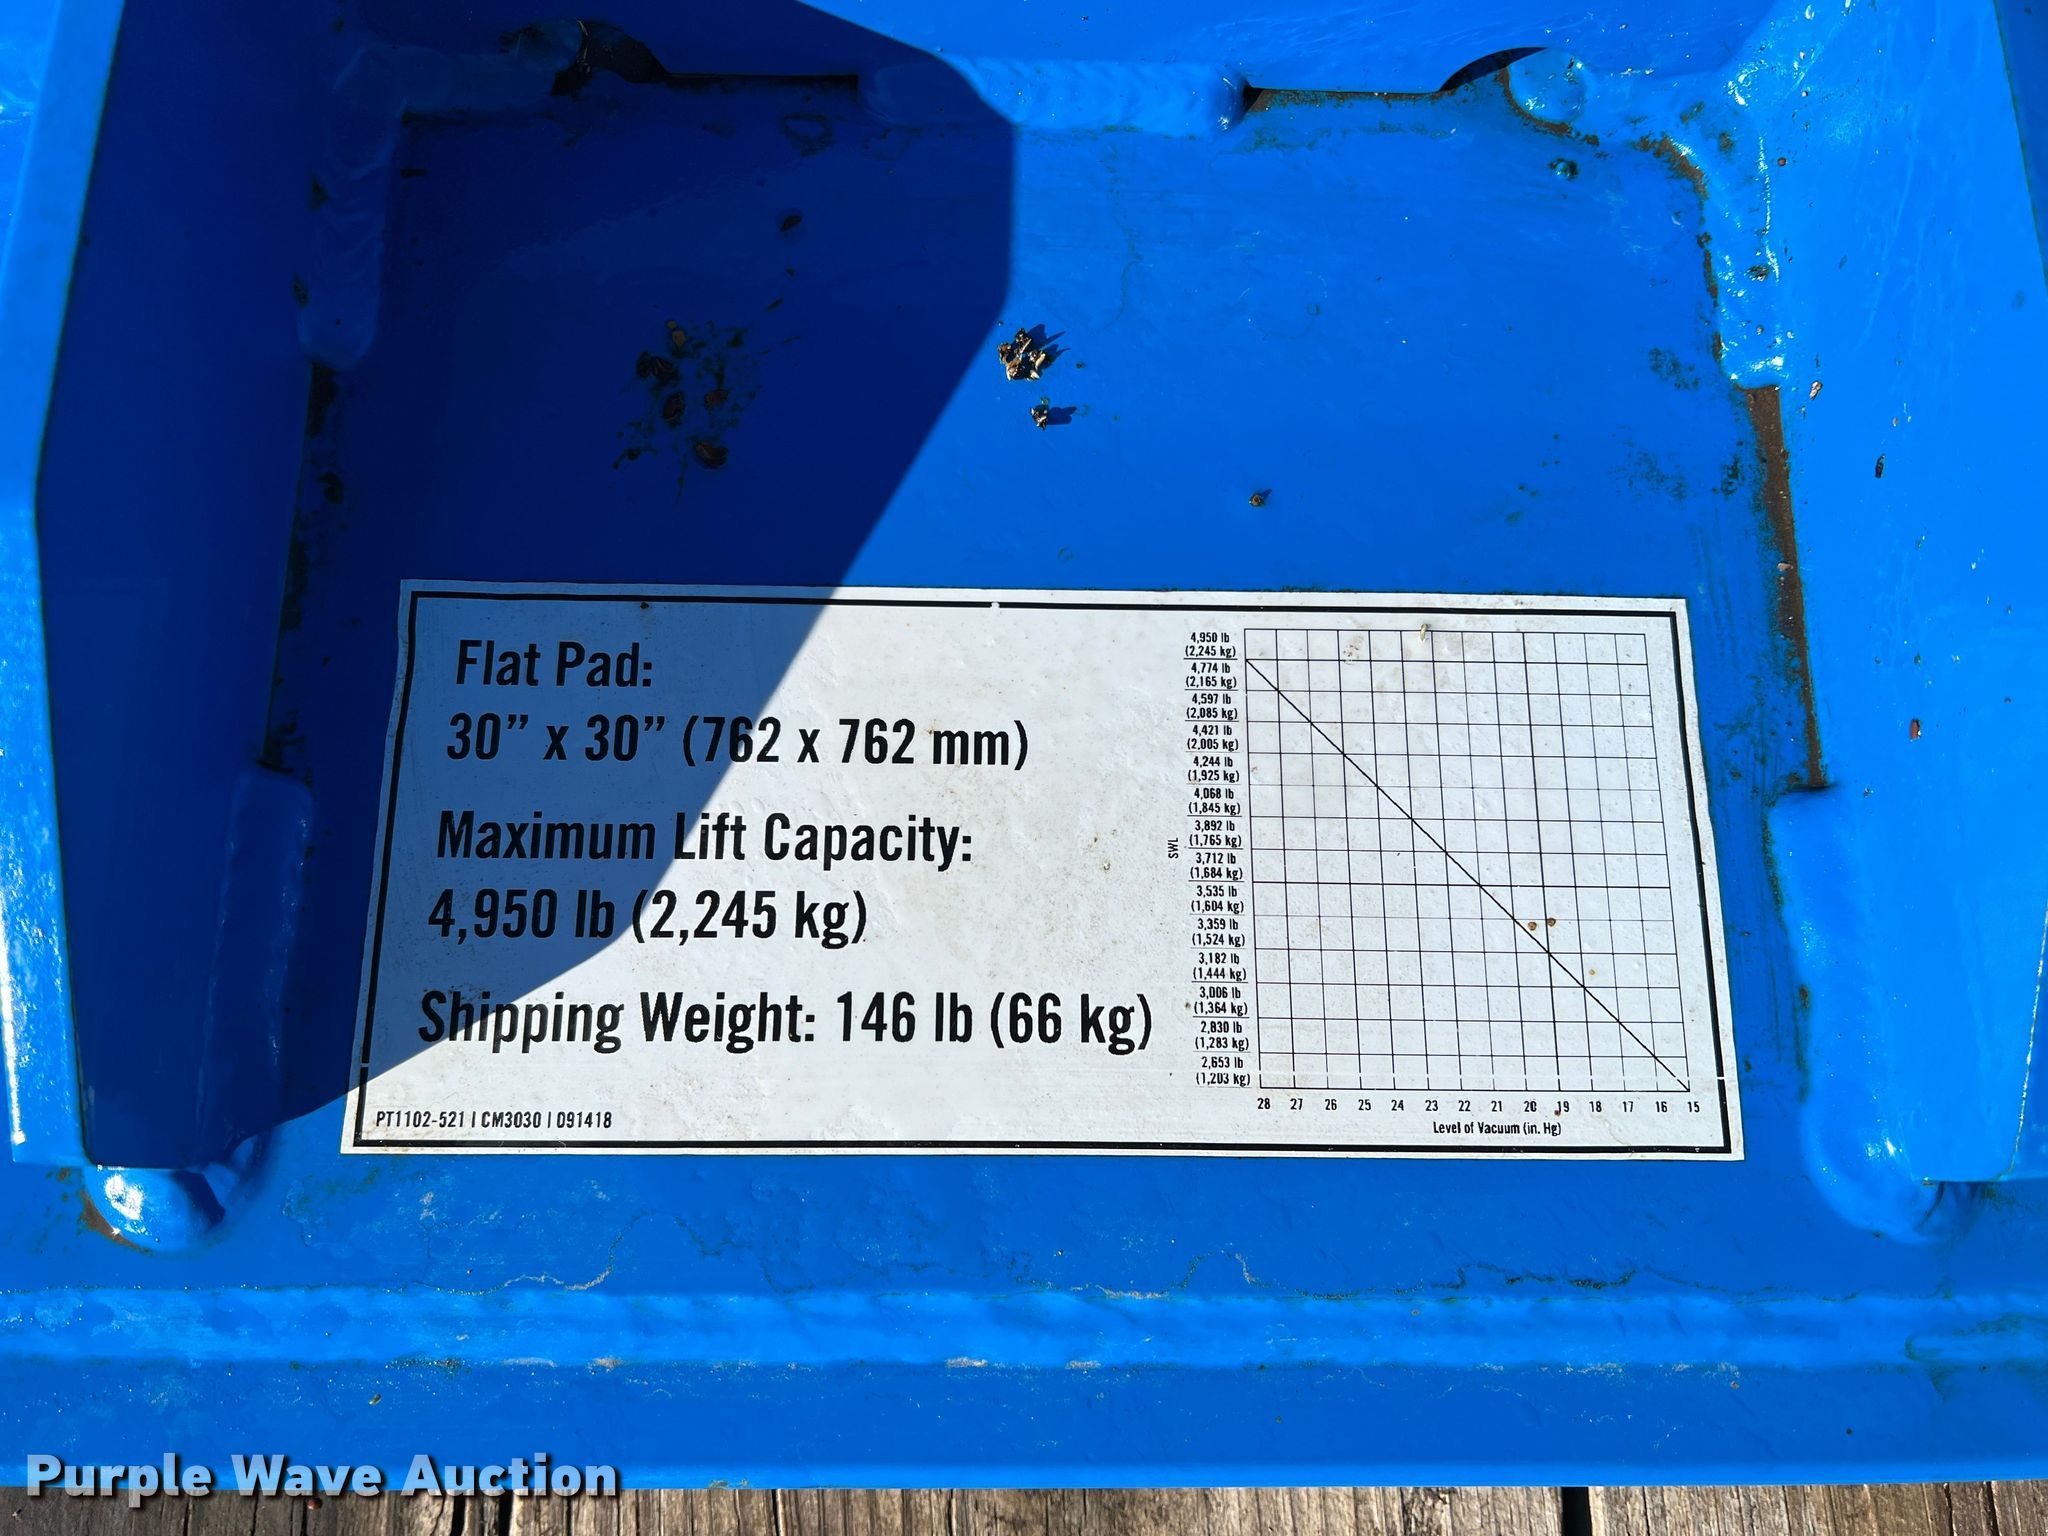 Flat Pad:
30” x 30” (762 x 762 mm)
Maximum Lift Capacity:
4,950 lb (2,245 kg)
Shipping Weight: 146 lb (66 kg)
PT1102-521 | CM3030 | 091418
SWL
4,950 lb
(2,245 kg)
4,774 lb
(2,165 kg)
4,597 lb
(2,085 kg)
4,421 lb
(2,005 kg)
4,244 lb
(1,925 kg)
4,068 lb
(1,845 kg)
3,892 lb
(1,765 kg)
3,712 lb
(1,684 kg)
3,535 lb
(1,604 kg)
3,359 lb
(1,524 kg)
3,182 lb
(1,444 kg)
3,006 lb
(1,364 kg)
2,830 lb
(1,283 kg)
2,653 lb
(1,203 kg)
28 27 26 25 24 23 22 21 20 19 18 17 16 15
Level of Vacuum (in. Hg)
Purple Wave Auction